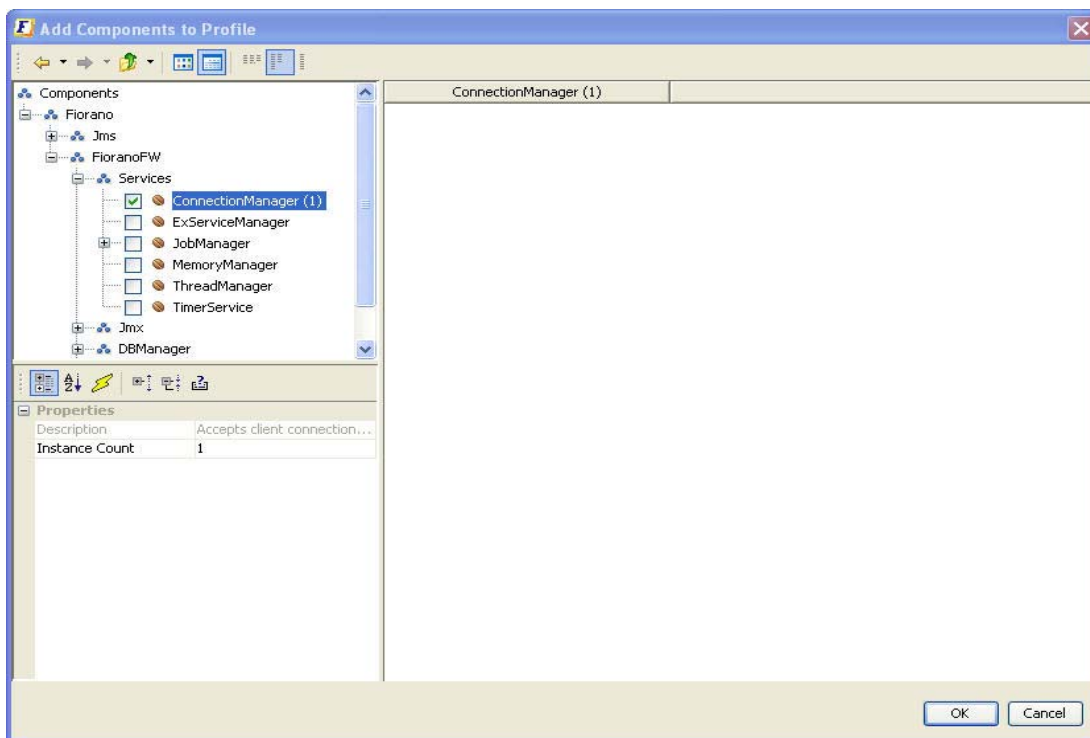 Add Components to Profile
Components
Fiorano
Jms
FioranoFW
Services
ConnectionManager (1)
ExServiceManager
JobManager
MemoryManager
ThreadManager
TimerService
Jmx
DBManager
ConnectionManager (1)
Properties
Description Accepts client connection...
Instance Count 1
OK Cancel